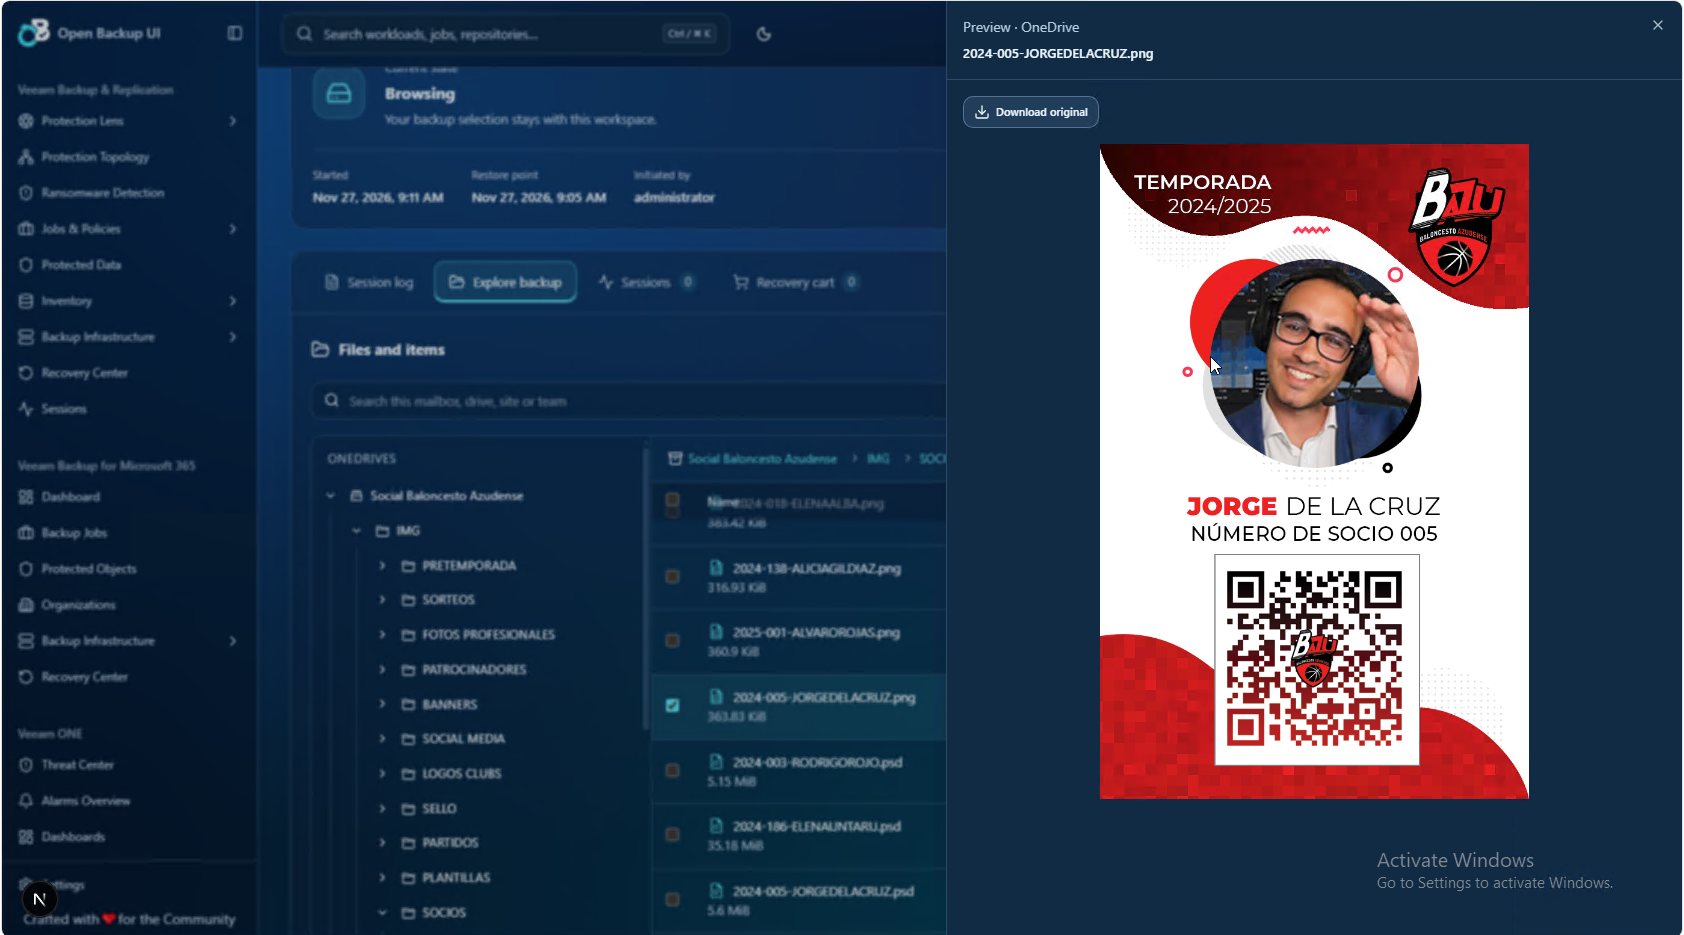 Open Backup UI
Veeam Backup & Replication
Protection Lens
Protection Topology
Ransomware Detection
Jobs & Policies
Protected Data
Inventory
Backup Infrastructure
Recovery Center
Sessions
Veeam Backup for Microsoft 365
Dashboard
Backup Jobs
Protected Objects
Organizations
Backup Infrastructure
Recovery Center
Veeam ONE
Threat Center
Alarms Overview
Dashboards
N
Crafted with ❤ for the Community
Search workloads, jobs, repositories...
Ctrl / ⌘ K
Browsing
Your backup selection stays with this workspace.
Started
Restore point
Initiated by
Nov 27, 2026, 9:11 AM
Nov 27, 2026, 9:05 AM
administrator
Session log
Explore backup
Sessions 0
Recovery cart 0
Files and items
Search this mailbox, drive, site or team
ONEDRIVES
Social Baloncesto Azudense
IMG
PRETEMPORADA
SORTEOS
FOTOS PROFESIONALES
PATROCINADORES
BANNERS
SOCIAL MEDIA
LOGOS CLUBS
SELLO
PARTIDOS
PLANTILLAS
SOCIOS
Social Baloncesto Azudense > IMG > SOCI
Name
2024-018-ELENAALBA.png
383.42 KiB
2024-138-ALICIAGILDIAZ.png
316.93 KiB
2025-001-ALVAROROJAS.png
360.9 KiB
2024-005-JORGEDELACRUZ.png
363.83 KiB
2024-003-RODRIGOROJO.psd
5.15 MiB
2024-186-ELENAUNTARU.psd
35.18 MiB
2024-005-JORGEDELACRUZ.psd
5.6 MiB
Preview · OneDrive
2024-005-JORGEDELACRUZ.png
Download original
TEMPORADA
2024/2025
BAZU
BALONCESTO AZUDENSE
JORGE DE LA CRUZ
NÚMERO DE SOCIO 005
BAZU
Activate Windows
Go to Settings to activate Windows.